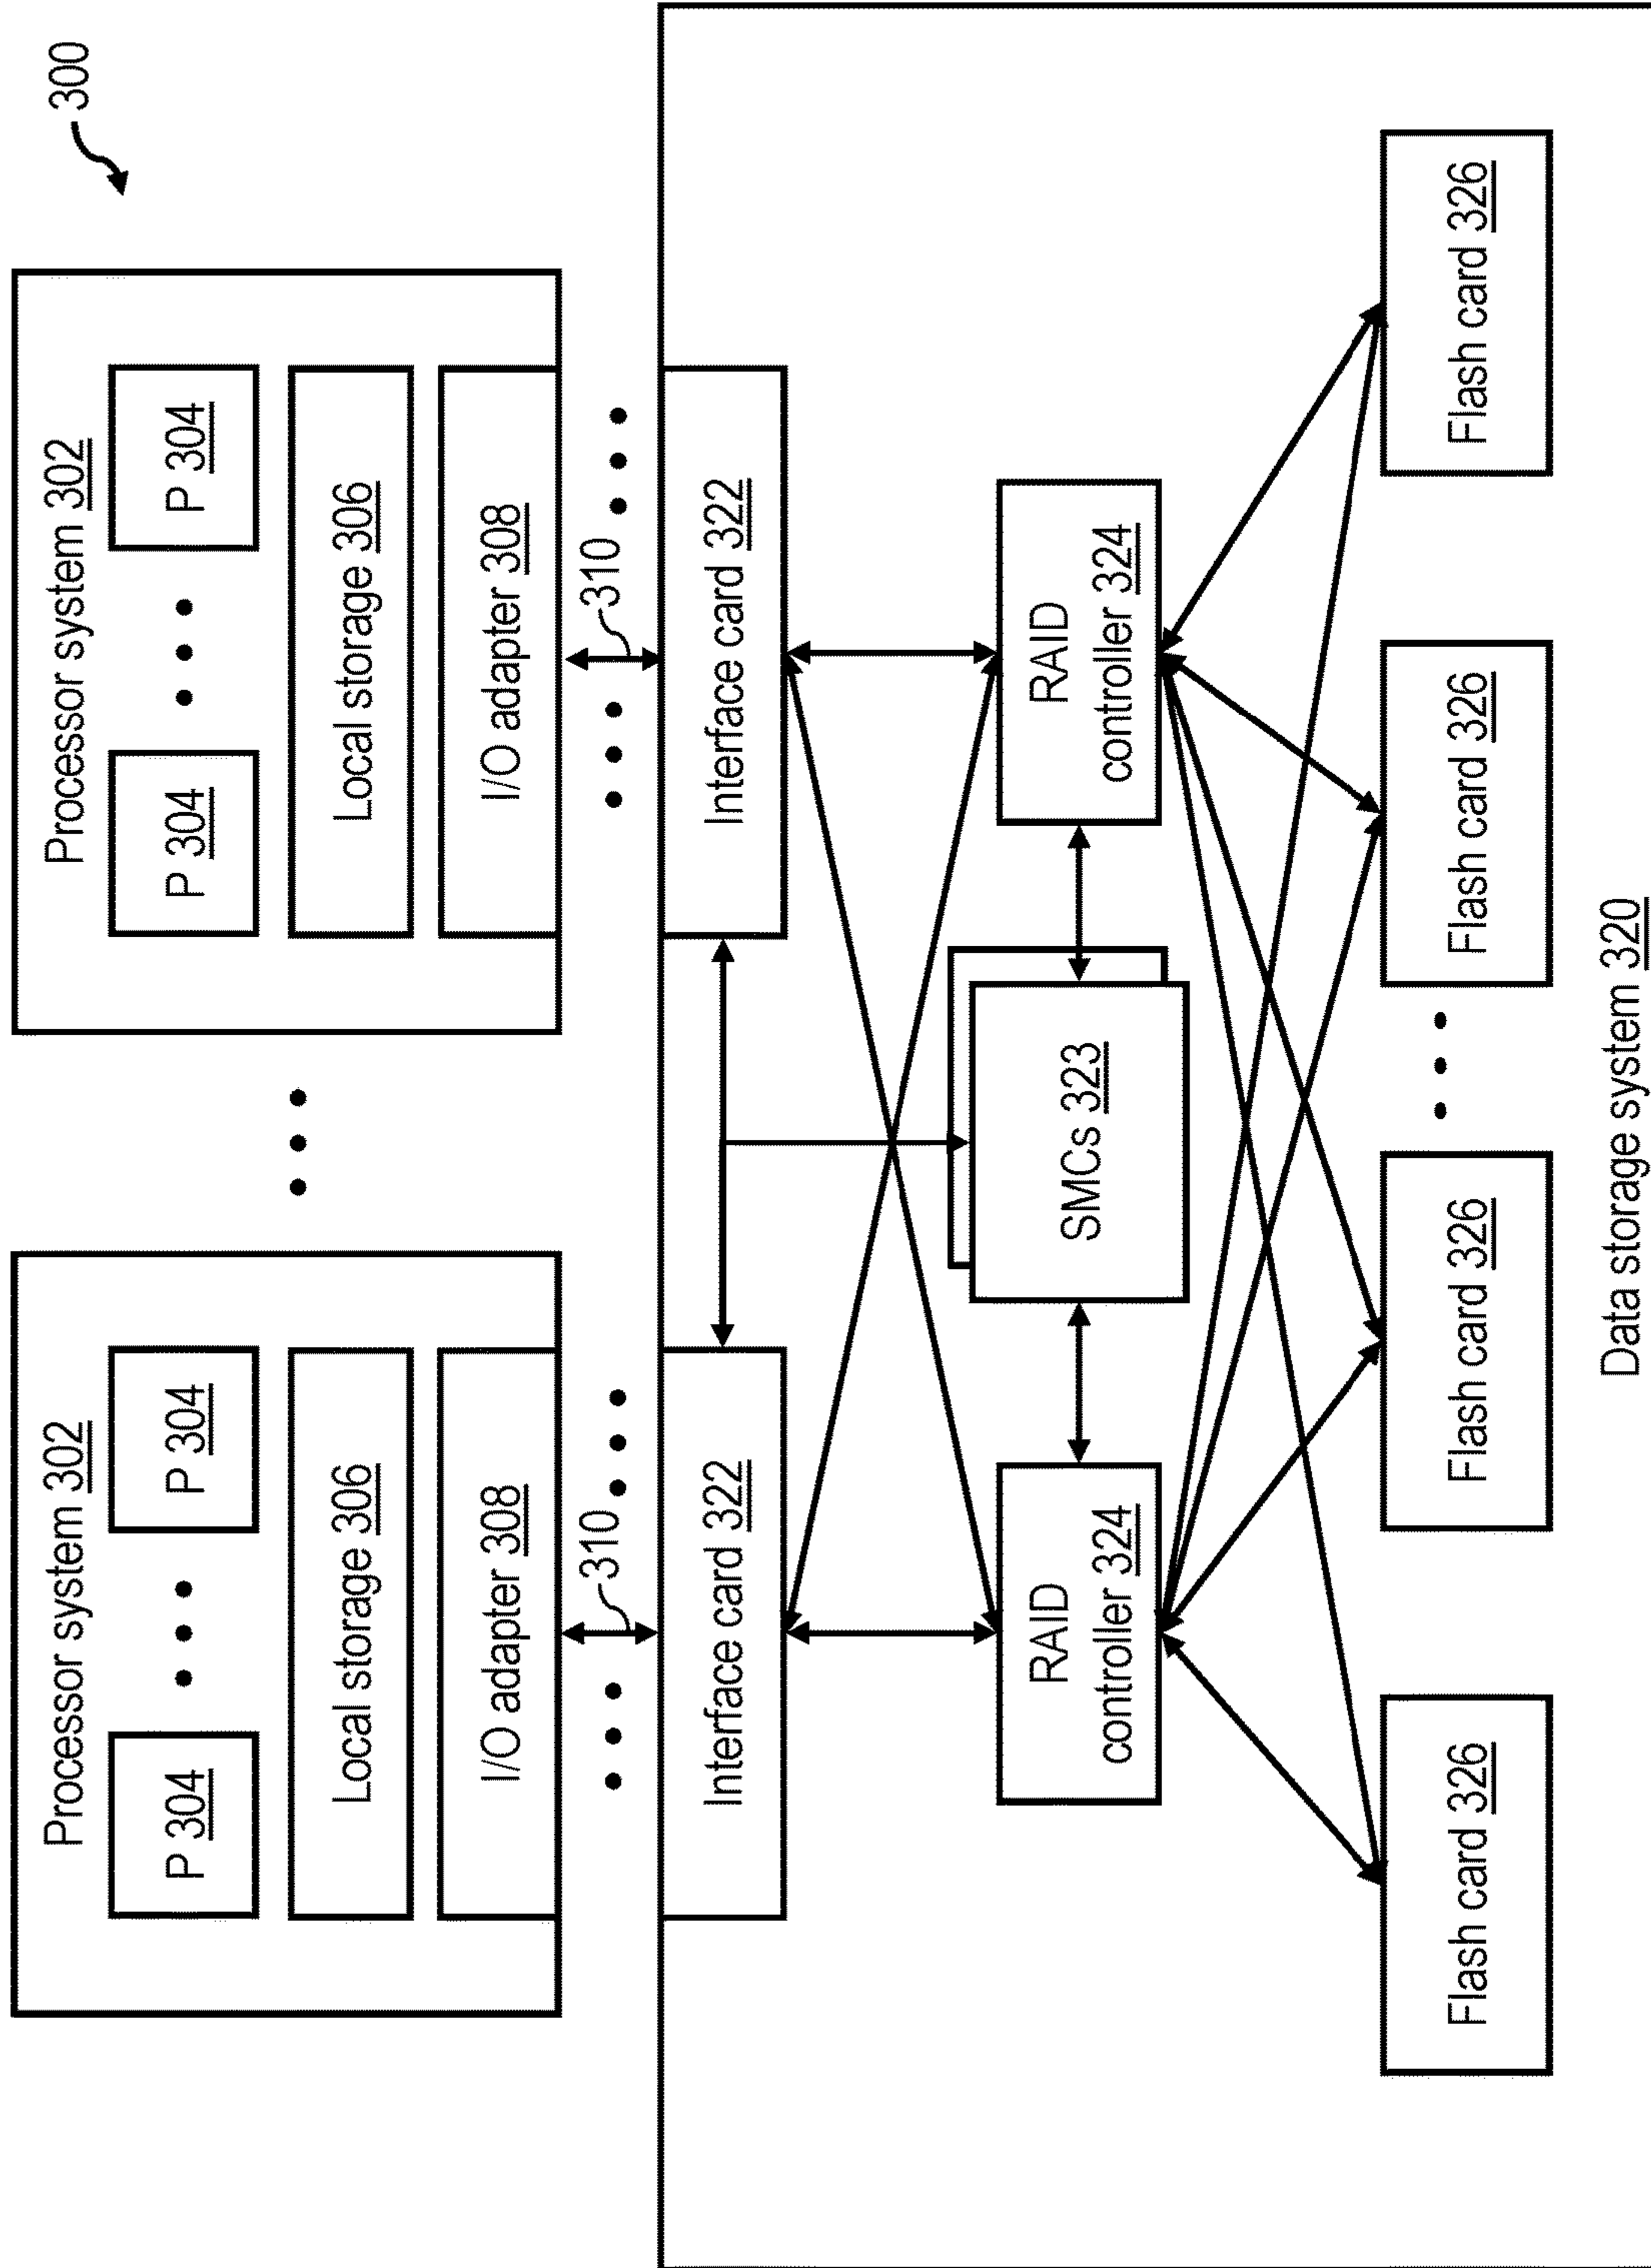 300
Processor system 302
Processor system 302
P 304
P 304
P 304
P 304
Local storage 306
Local storage 306
I/O adapter 308
I/O adapter 308
310
310
Interface card 322
Interface card 322
RAID
controller 324
SMCs 323
RAID
controller 324
Flash card 326
Flash card 326
Flash card 326
Flash card 326
Data storage system 320